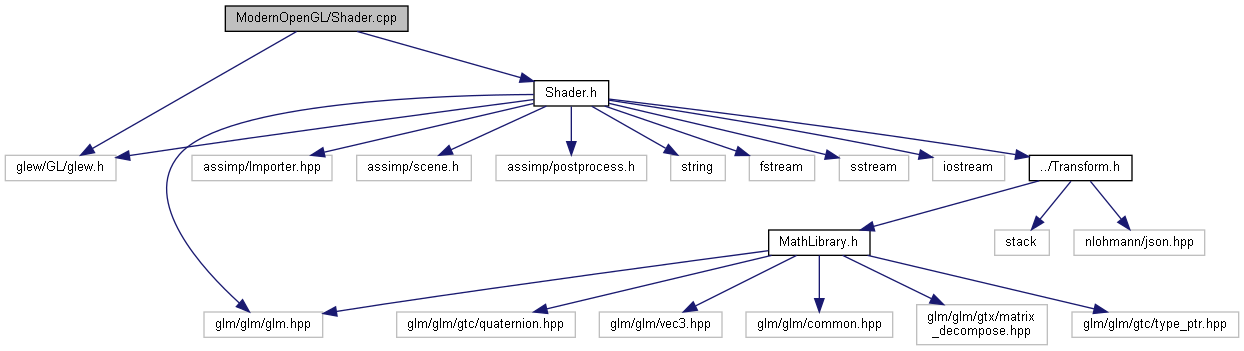 ModernOpenGL/Shader.cpp
Shader.h
glew/GL/glew.h
assimp/Importer.hpp
assimp/scene.h
assimp/postprocess.h
string
fstream
sstream
iostream
../Transform.h
MathLibrary.h
stack
nlohmann/json.hpp
glm/glm/glm.hpp
glm/glm/gtc/quaternion.hpp
glm/glm/vec3.hpp
glm/glm/common.hpp
glm/glm/gtx/matrix
_decompose.hpp
glm/glm/gtc/type_ptr.hpp